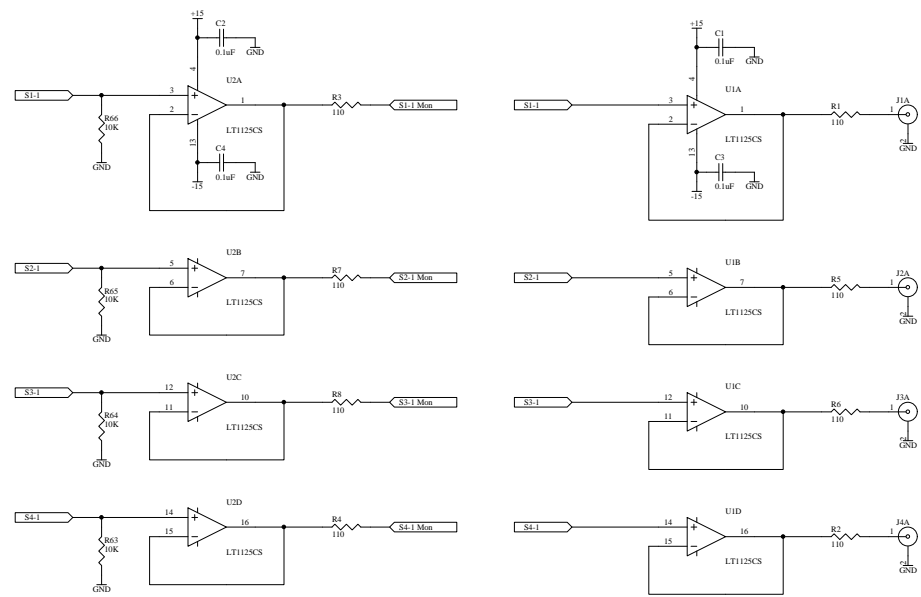 +15
C2
0.1uF
GND
4
U2A
S1-1
3
2
1
R3
110
S1-1 Mon
R66
10K
GND
LT1125CS
13
C4
0.1uF
GND
-15
S2-1
5
6
U2B
7
R7
110
S2-1 Mon
R65
10K
GND
LT1125CS
S3-1
12
11
U2C
10
R8
110
S3-1 Mon
R64
10K
GND
LT1125CS
S4-1
14
15
U2D
16
R4
110
S4-1 Mon
R63
10K
GND
LT1125CS
+15
C1
0.1uF
GND
4
U1A
S1-1
3
2
1
R1
110
J1A
1
2
GND
LT1125CS
13
C3
0.1uF
GND
-15
S2-1
5
6
U1B
7
R5
110
J2A
1
2
GND
LT1125CS
S3-1
12
11
U1C
10
R6
110
J3A
1
2
GND
LT1125CS
S4-1
14
15
U1D
16
R2
110
J4A
1
2
GND
LT1125CS